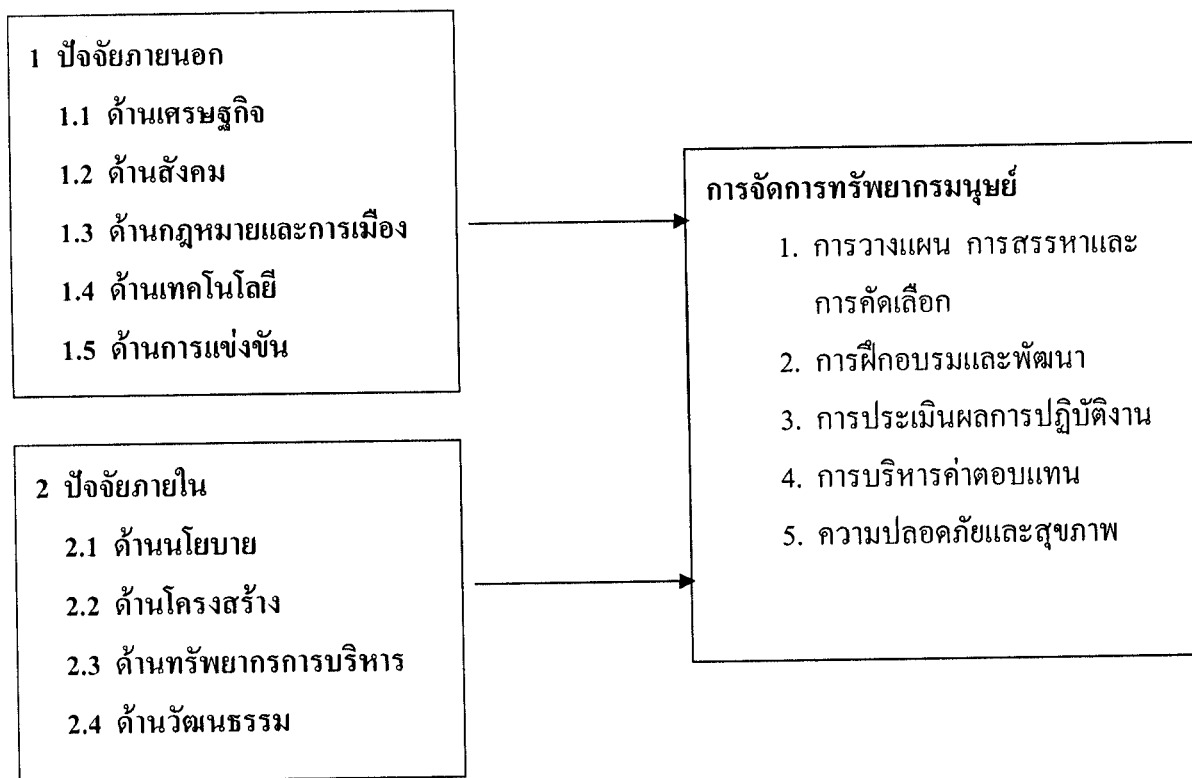 1 ปัจจัยภายนอก
1.1 ด้านเศรษฐกิจ
1.2 ด้านสังคม
1.3 ด้านกฎหมายและการเมือง
1.4 ด้านเทคโนโลยี
1.5 ด้านการแข่งขัน
2 ปัจจัยภายใน
2.1 ด้านนโยบาย
2.2 ด้านโครงสร้าง
2.3 ด้านทรัพยากรการบริหาร
2.4 ด้านวัฒนธรรม
การจัดการทรัพยากรมนุษย์
1. การวางแผน การสรรหาและ
การคัดเลือก
2. การฝึกอบรมและพัฒนา
3. การประเมินผลการปฏิบัติงาน
4. การบริหารค่าตอบแทน
5. ความปลอดภัยและสุขภาพ